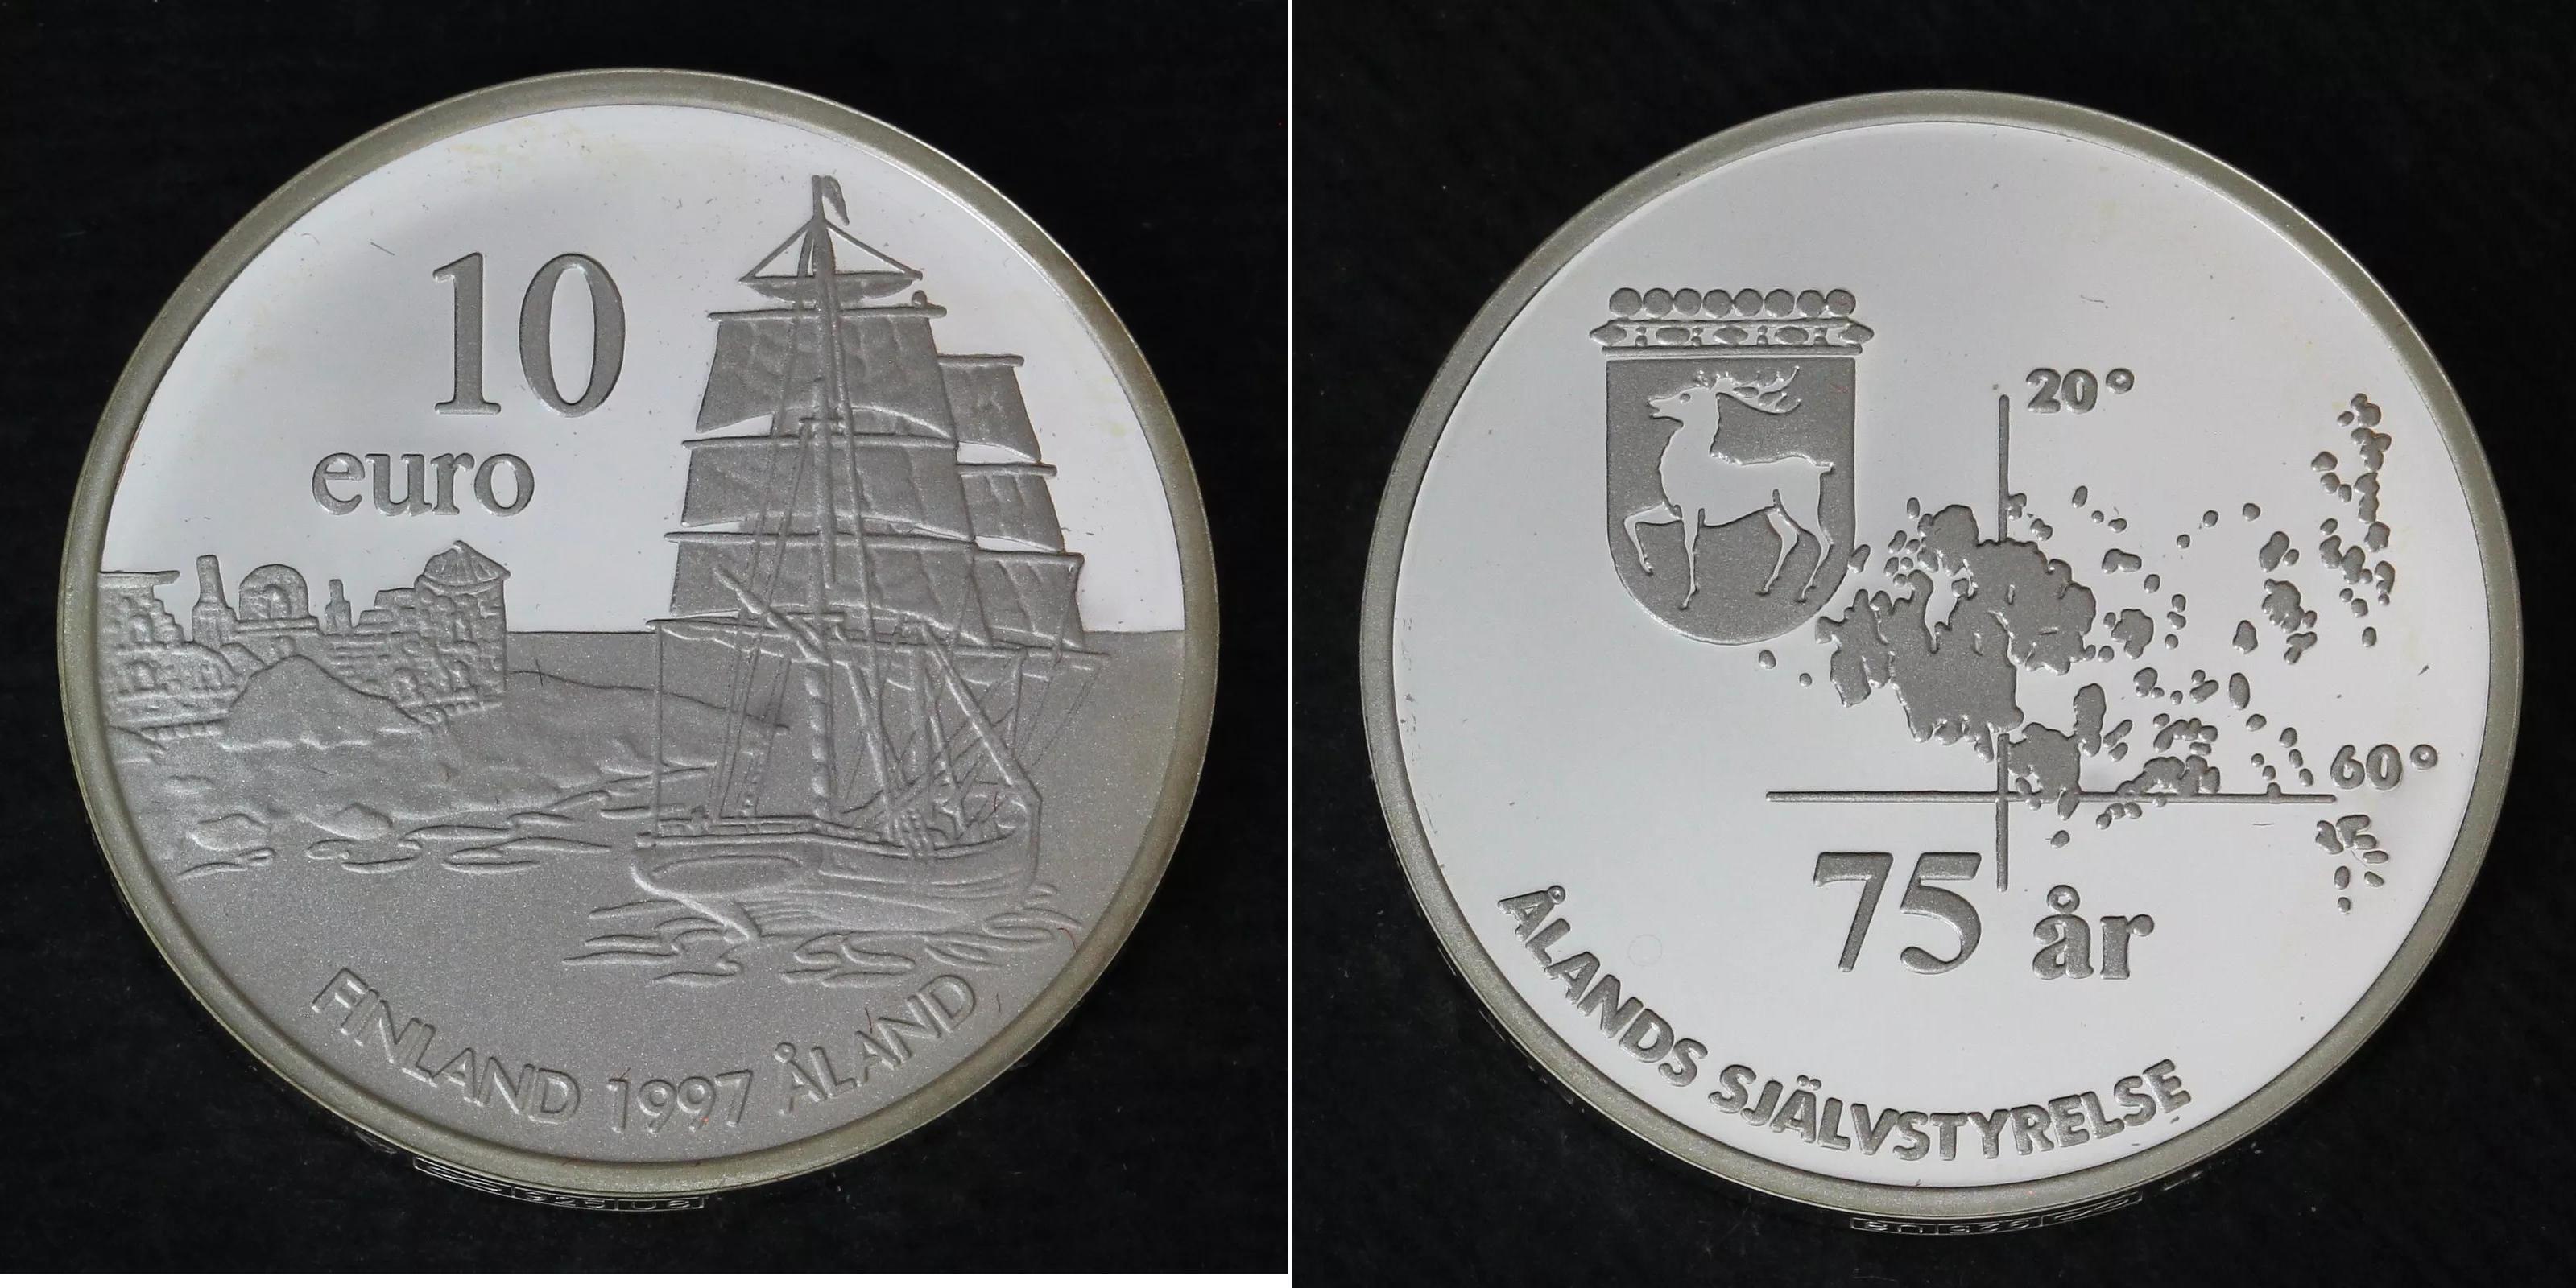 10
euro
FINLAND 1997 ÅLAND
20°
60°
75 år
ÅLANDS SJÄLVSTYRELSE